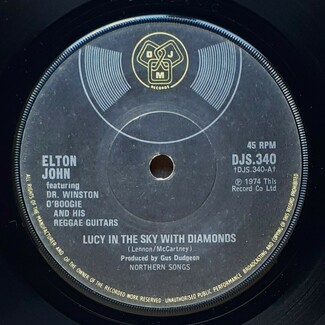 D J M
RECORDS
ELTON
JOHN
featuring
DR. WINSTON
O'BOOGIE
AND HIS
REGGAE GUITARS
45 RPM
DJS.340
†DJS.340-A†
℗ 1974 This
Record Co Ltd
LUCY IN THE SKY WITH DIAMONDS
(Lennon/McCartney)
Produced by Gus Dudgeon
NORTHERN SONGS
ALL RIGHTS OF THE MANUFACTURER AND OF THE OWNER OF THE RECORDED WORK RESERVED - UNAUTHORISED PUBLIC PERFORMANCE BROADCASTING AND COPYING OF THIS RECORD PROHIBITED